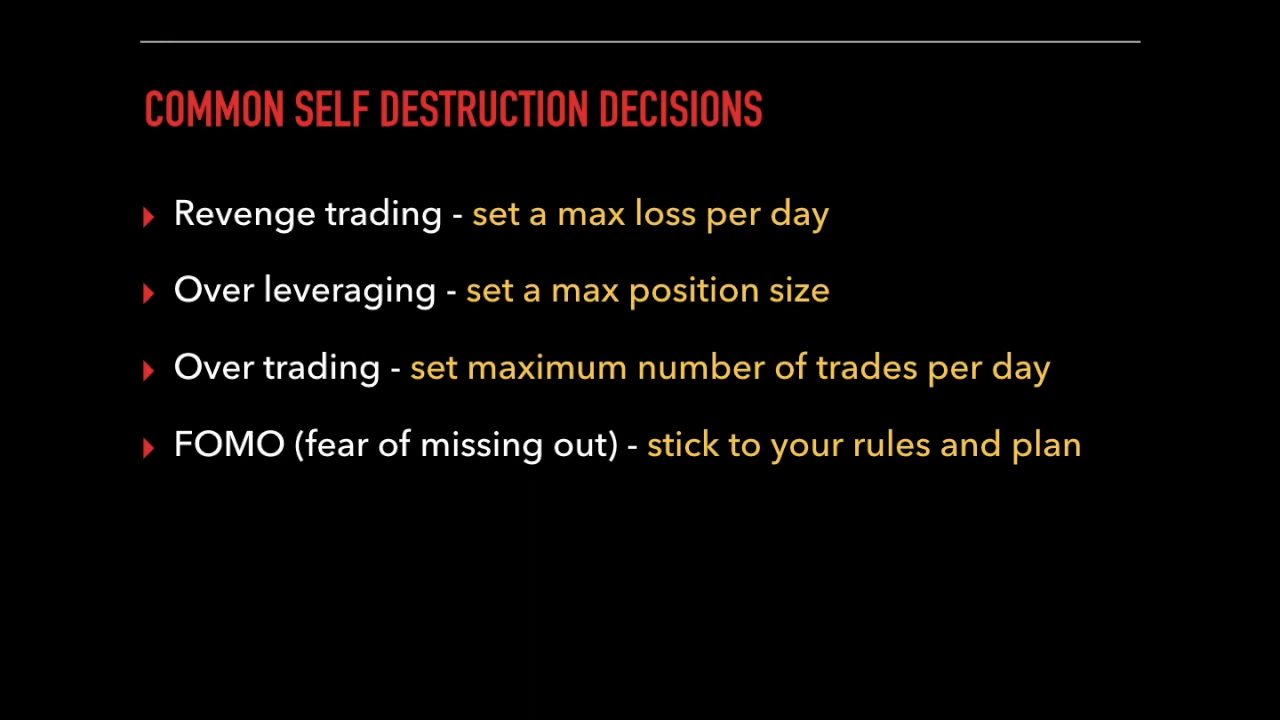 COMMON SELF DESTRUCTION DECISIONS
Revenge trading - set a max loss per day
Over leveraging - set a max position size
Over trading - set maximum number of trades per day
FOMO (fear of missing out) - stick to your rules and plan